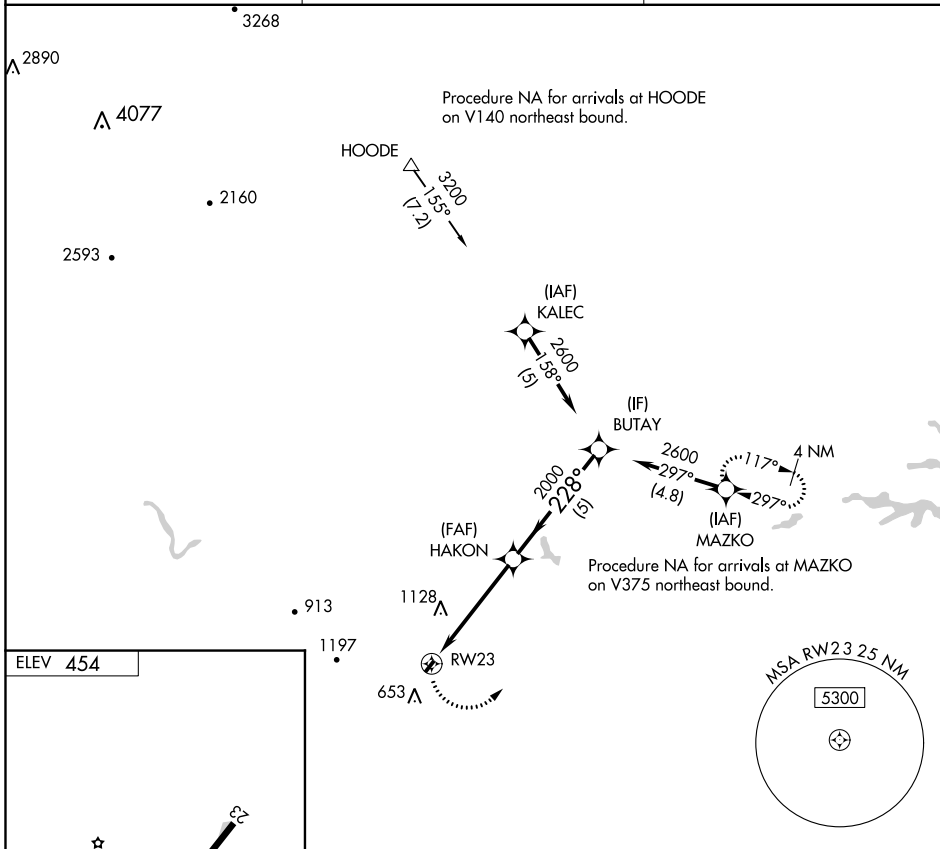 3268
2890
4077
Procedure NA for arrivals at HOODE
on V140 northeast bound.
HOODE
3200
155°
(7.2)
2160
2593
(IAF)
KALEC
2600
158°
(5)
(IF)
BUTAY
2600
297°
(4.8)
117°
4 NM
297°
(IAF)
MAZKO
2000
228°
(5)
(FAF)
HAKON
Procedure NA for arrivals at MAZKO
on V375 northeast bound.
1128
913
1197
RW23
653
ELEV 454
23
MSA RW23 25 NM
5300